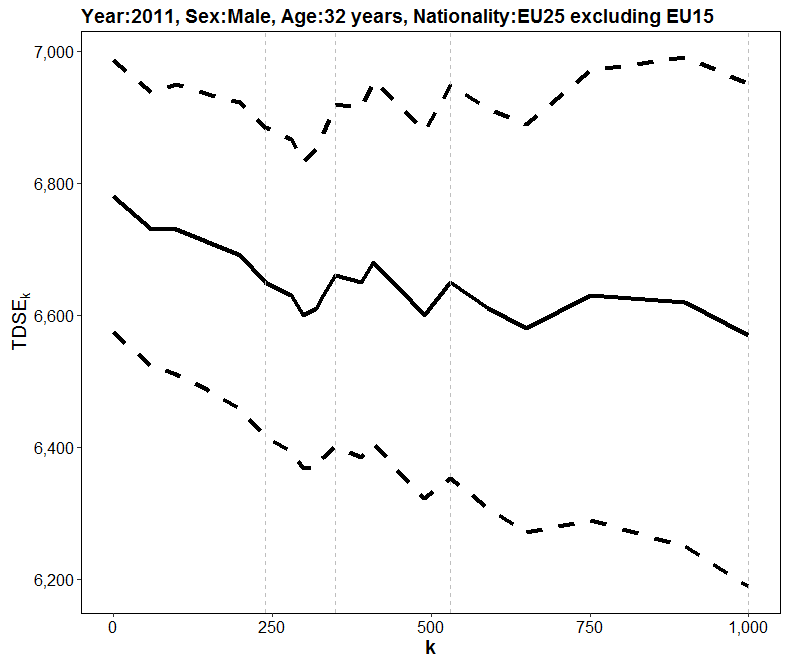 Year:2011, Sex:Male, Age:32 years, Nationality:EU25 excluding EU15
7,000
6,800
6,600
6,400
6,200
TDSEk
0 250 500 750 1,000
k